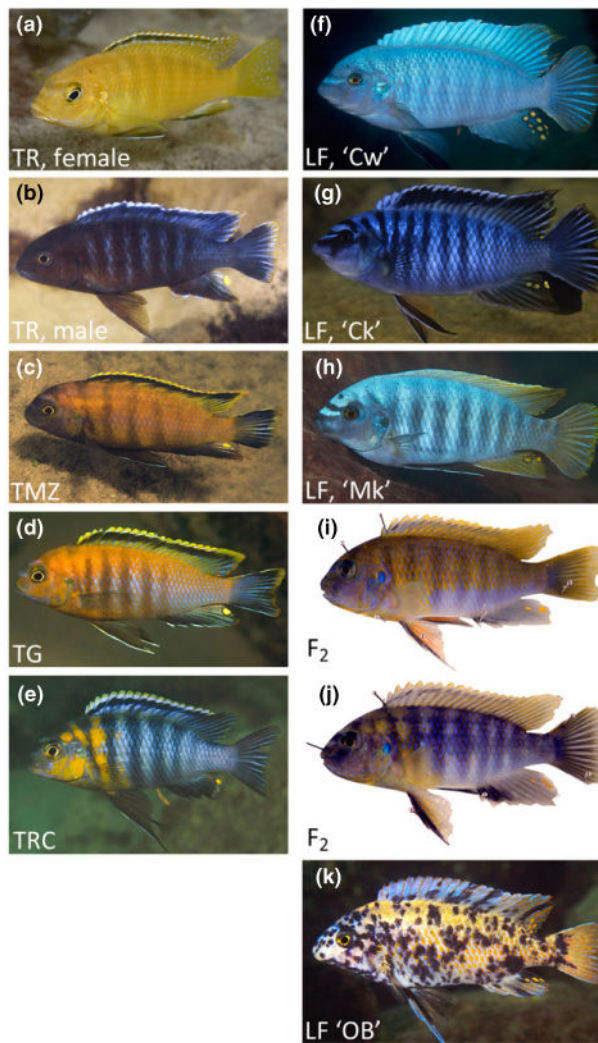 (a)
TR, female
(b)
TR, male
(c)
TMZ
(d)
TG
(e)
TRC
(f)
LF, 'Cw'
(g)
LF, 'Ck'
(h)
LF, 'Mk'
(i)
F₂
(j)
F₂
(k)
LF 'OB'